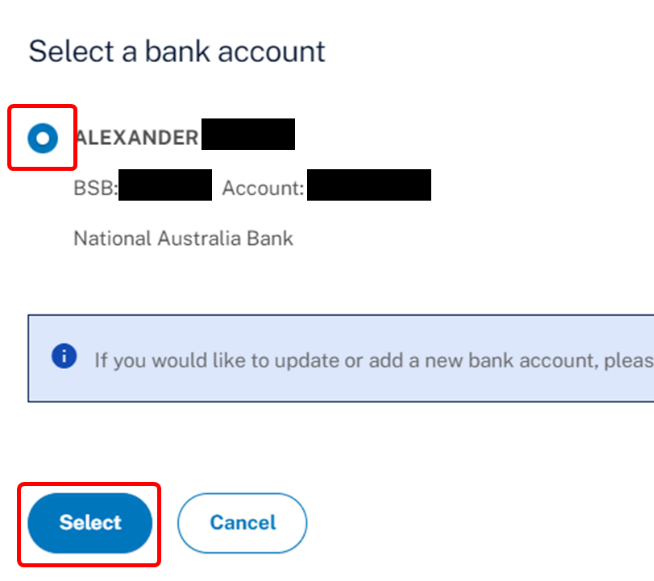 Select a bank account
ALEXANDER
BSB: Account:
National Australia Bank
i If you would like to update or add a new bank account, pleas
Select Cancel